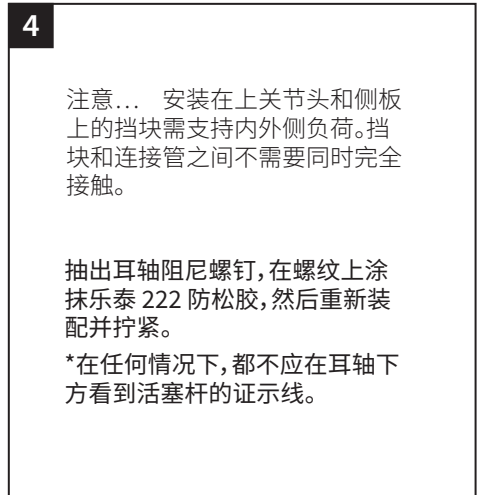 4
注意… 安装在上关节头和侧板
上的挡块需支持内外侧负荷。挡
块和连接管之间不需要同时完全
接触。
抽出耳轴阻尼螺钉，在螺纹上涂
抹乐泰 222 防松胶，然后重新装
配并拧紧。
*在任何情况下，都不应在耳轴下
方看到活塞杆的证示线。